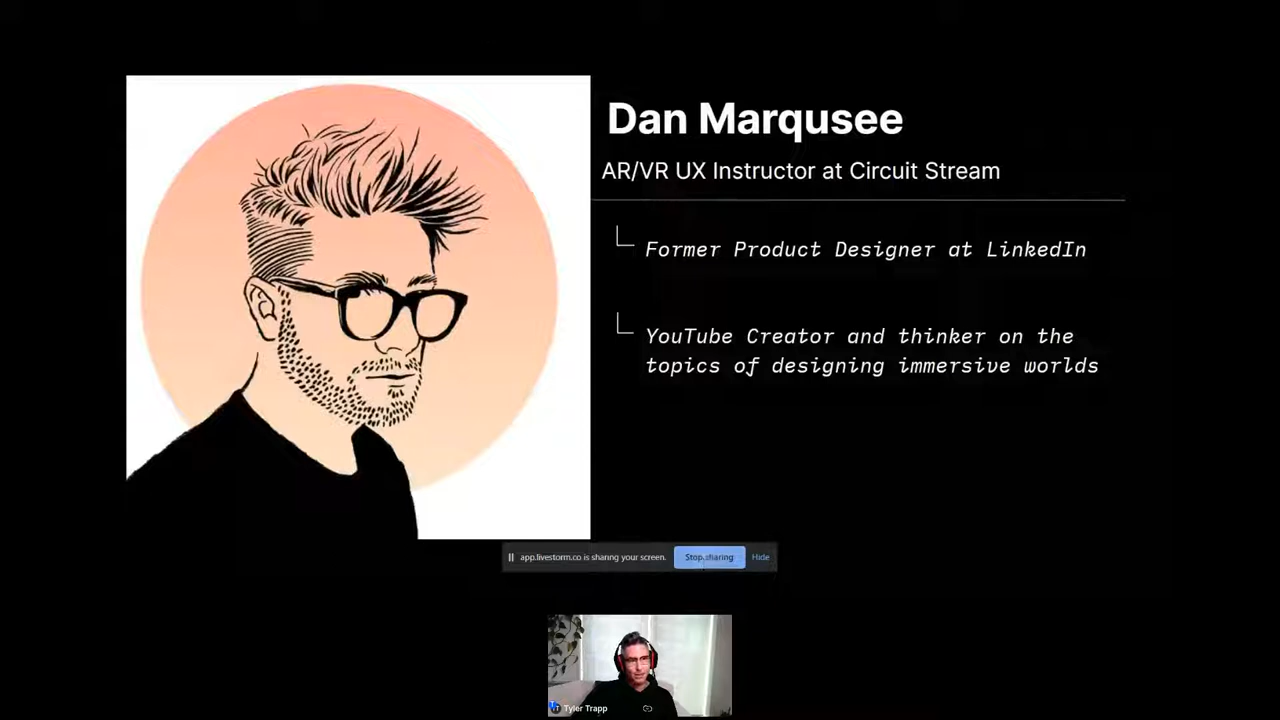 Dan Marqusee
AR/VR UX Instructor at Circuit Stream
Former Product Designer at LinkedIn
YouTube Creator and thinker on the
topics of designing immersive worlds
app.livestorm.co is sharing your screen. Stop sharing Hide
Tyler Trapp